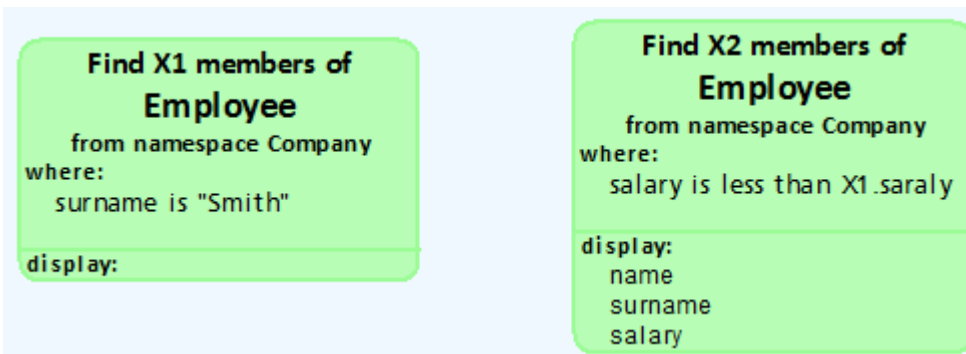 Find X1 members of
Employee
from namespace Company
where:
surname is "Smith"
display:
Find X2 members of
Employee
from namespace Company
where:
salary is less than X1.saraly
display:
name
surname
salary